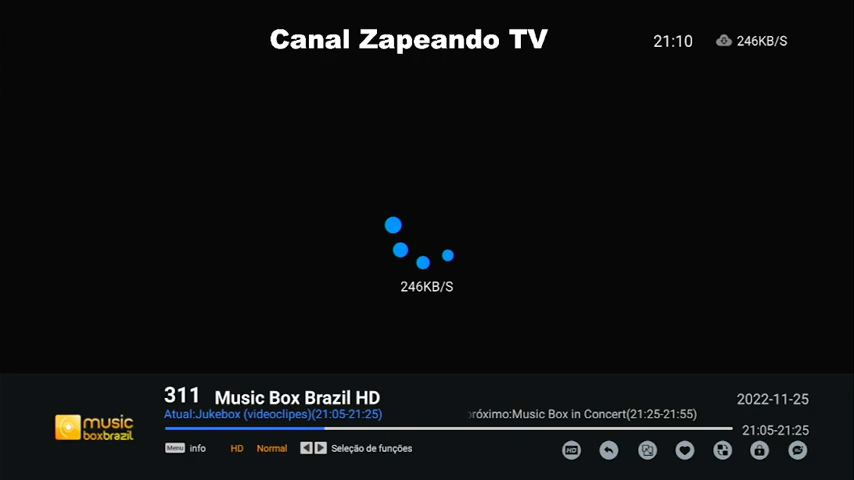 Canal Zapeando TV
21:10
246KB/S
246KB/S
311 Music Box Brazil HD
2022-11-25
Atual:Jukebox (videoclipes)(21:05-21:25)
róximo:Music Box in Concert(21:25-21:55)
music
boxbrazil
21:05-21:25
Menu info HD Normal Seleção de funções
HD